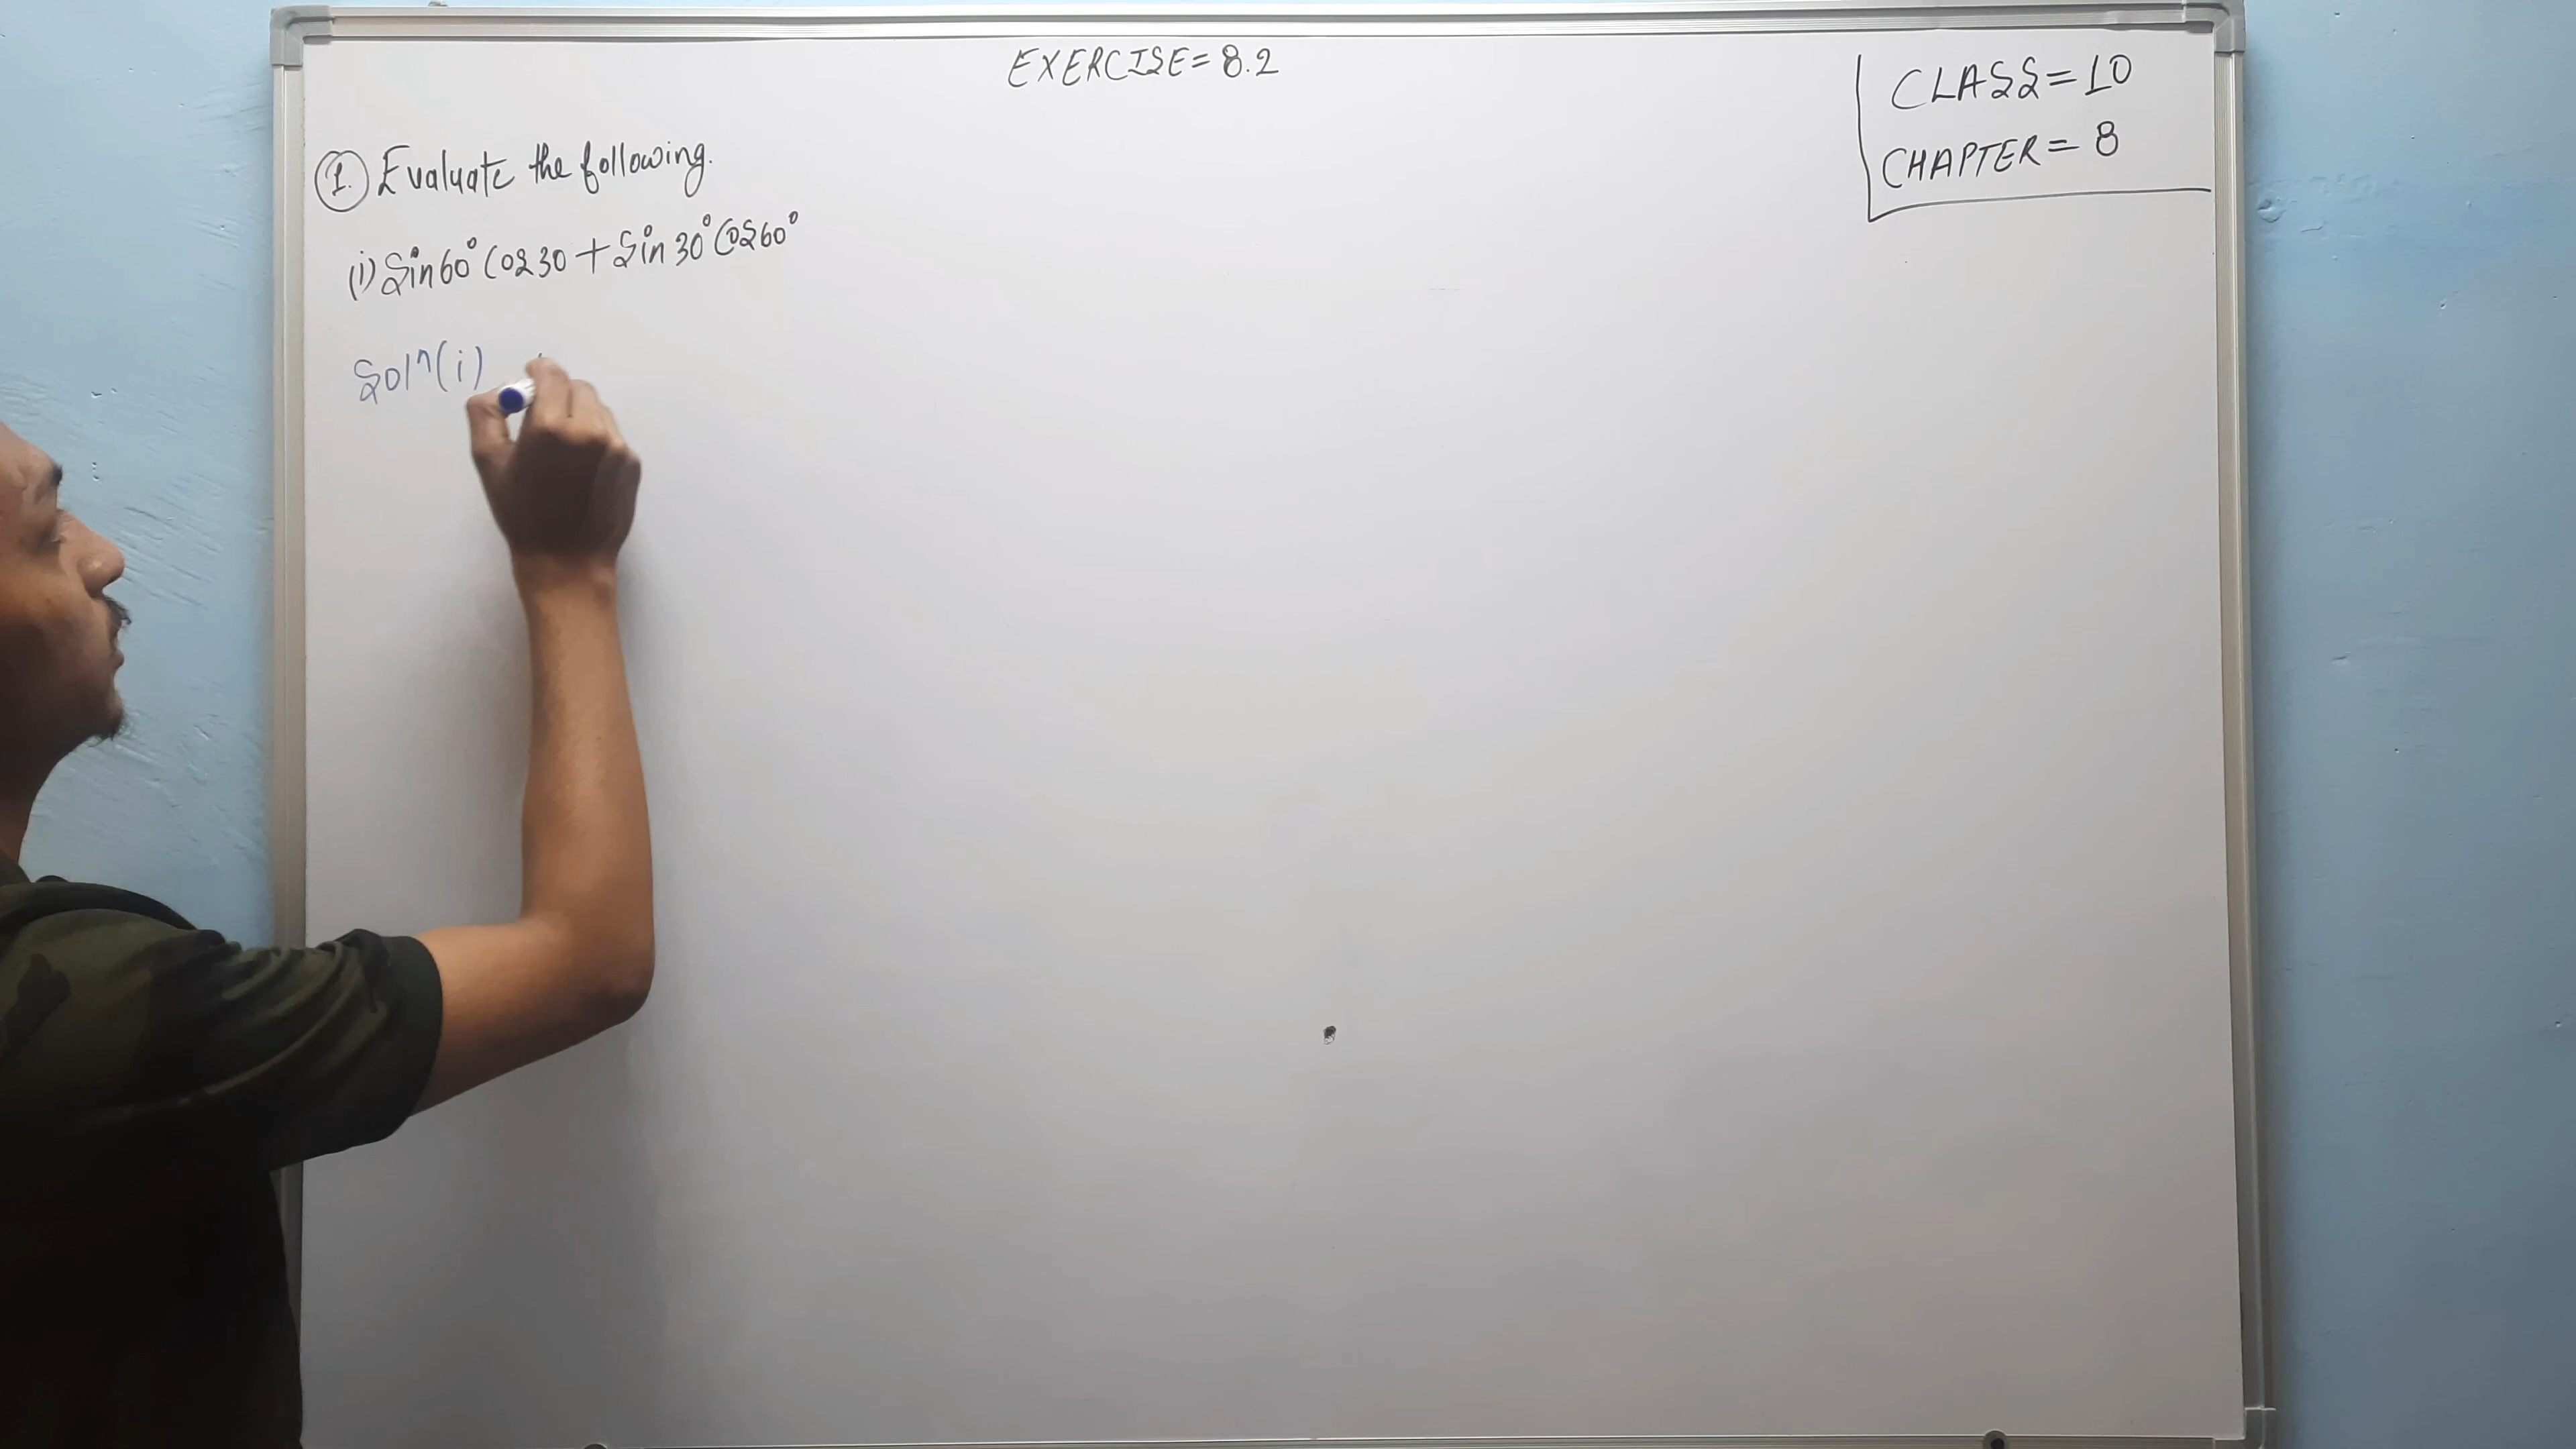 EXERCISE = 8.2
CLASS = 10
CHAPTER = 8
1. Evaluate the following.
(i) Sin 60° Cos 30 + Sin 30° Cos 60°
Solⁿ (i)